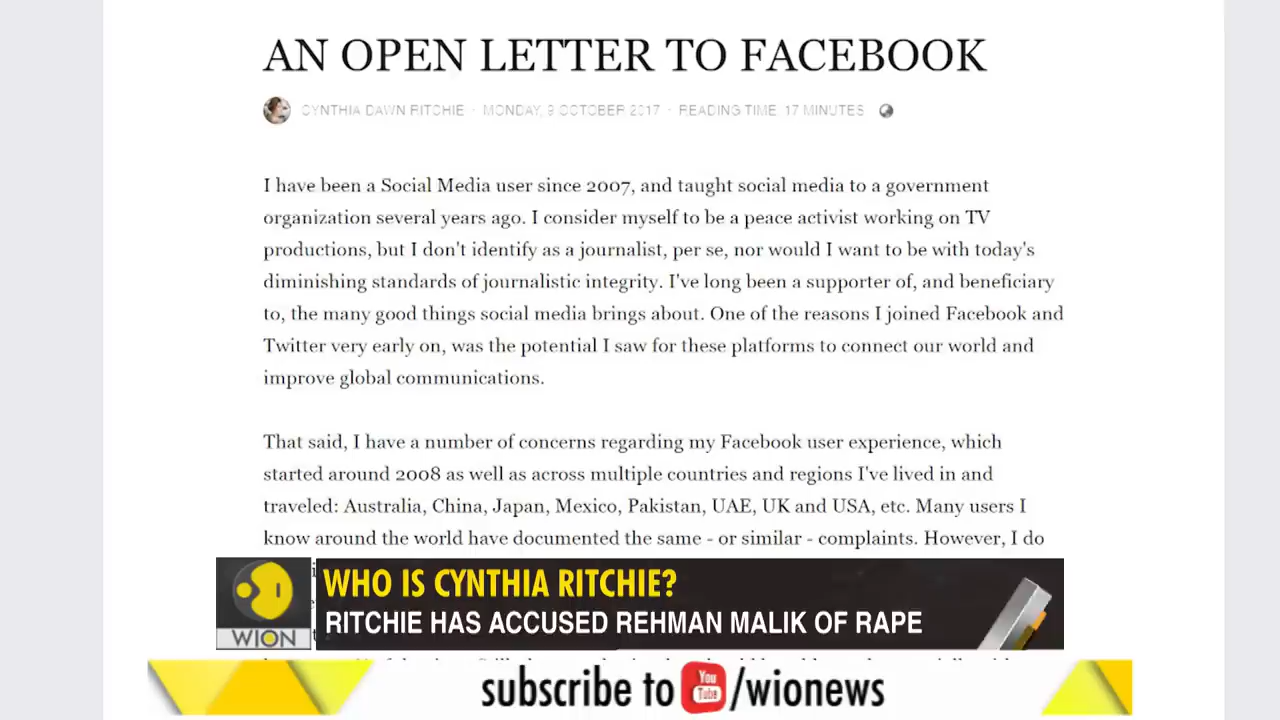 AN OPEN LETTER TO FACEBOOK
CYNTHIA DAWN RITCHIE · MONDAY, 9 OCTOBER 2017 · READING TIME: 17 MINUTES
I have been a Social Media user since 2007, and taught social media to a government
organization several years ago. I consider myself to be a peace activist working on TV
productions, but I don't identify as a journalist, per se, nor would I want to be with today's
diminishing standards of journalistic integrity. I've long been a supporter of, and beneficiary
to, the many good things social media brings about. One of the reasons I joined Facebook and
Twitter very early on, was the potential I saw for these platforms to connect our world and
improve global communications.
That said, I have a number of concerns regarding my Facebook user experience, which
started around 2008 as well as across multiple countries and regions I've lived in and
traveled: Australia, China, Japan, Mexico, Pakistan, UAE, UK and USA, etc. Many users I
know around the world have documented the same - or similar - complaints. However, I do
WHO IS CYNTHIA RITCHIE?
RITCHIE HAS ACCUSED REHMAN MALIK OF RAPE
WION
subscribe to You Tube /wionews